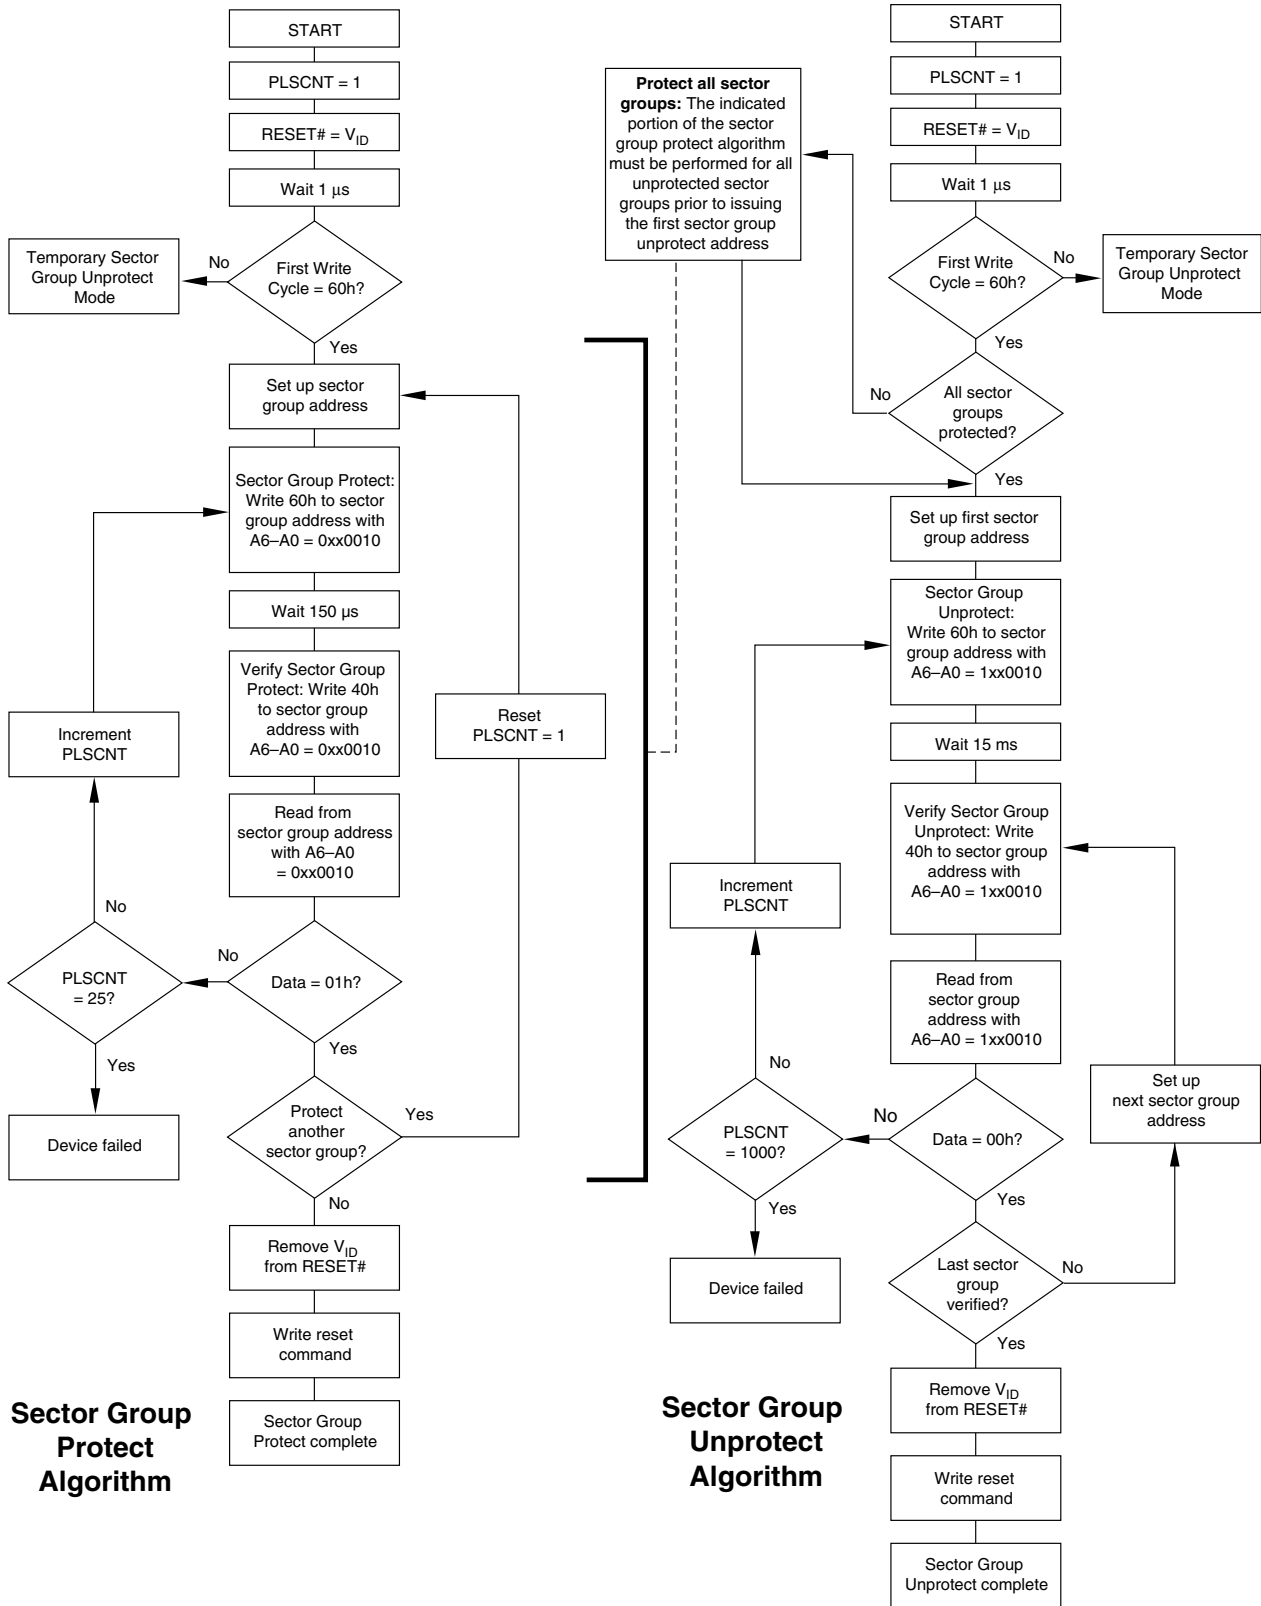 START
PLSCNT = 1
RESET# = VID
Wait 1 μs
First Write
Cycle = 60h?
No
Temporary Sector
Group Unprotect
Mode
Yes
Set up sector
group address
Sector Group Protect:
Write 60h to sector
group address with
A6–A0 = 0xx0010
Wait 150 μs
Verify Sector Group
Protect: Write 40h
to sector group
address with
A6–A0 = 0xx0010
Read from
sector group address
with A6–A0
= 0xx0010
Data = 01h?
No
PLSCNT
= 25?
No
Increment
PLSCNT
Yes
Device failed
Yes
Protect
another
sector group?
Yes
Reset
PLSCNT = 1
No
Remove VID
from RESET#
Write reset
command
Sector Group
Protect complete
Sector Group
Protect
Algorithm
Protect all sector
groups: The indicated
portion of the sector
group protect algorithm
must be performed for all
unprotected sector
groups prior to issuing
the first sector group
unprotect address
START
PLSCNT = 1
RESET# = VID
Wait 1 μs
First Write
Cycle = 60h?
No
Temporary Sector
Group Unprotect
Mode
Yes
All sector
groups
protected?
No
Yes
Set up first sector
group address
Sector Group
Unprotect:
Write 60h to sector
group address with
A6–A0 = 1xx0010
Wait 15 ms
Verify Sector Group
Unprotect: Write
40h to sector group
address with
A6–A0 = 1xx0010
Read from
sector group
address with
A6–A0 = 1xx0010
Data = 00h?
No
PLSCNT
= 1000?
No
Increment
PLSCNT
Yes
Device failed
Yes
Last sector
group
verified?
No
Set up
next sector group
address
Yes
Remove VID
from RESET#
Write reset
command
Sector Group
Unprotect complete
Sector Group
Unprotect
Algorithm